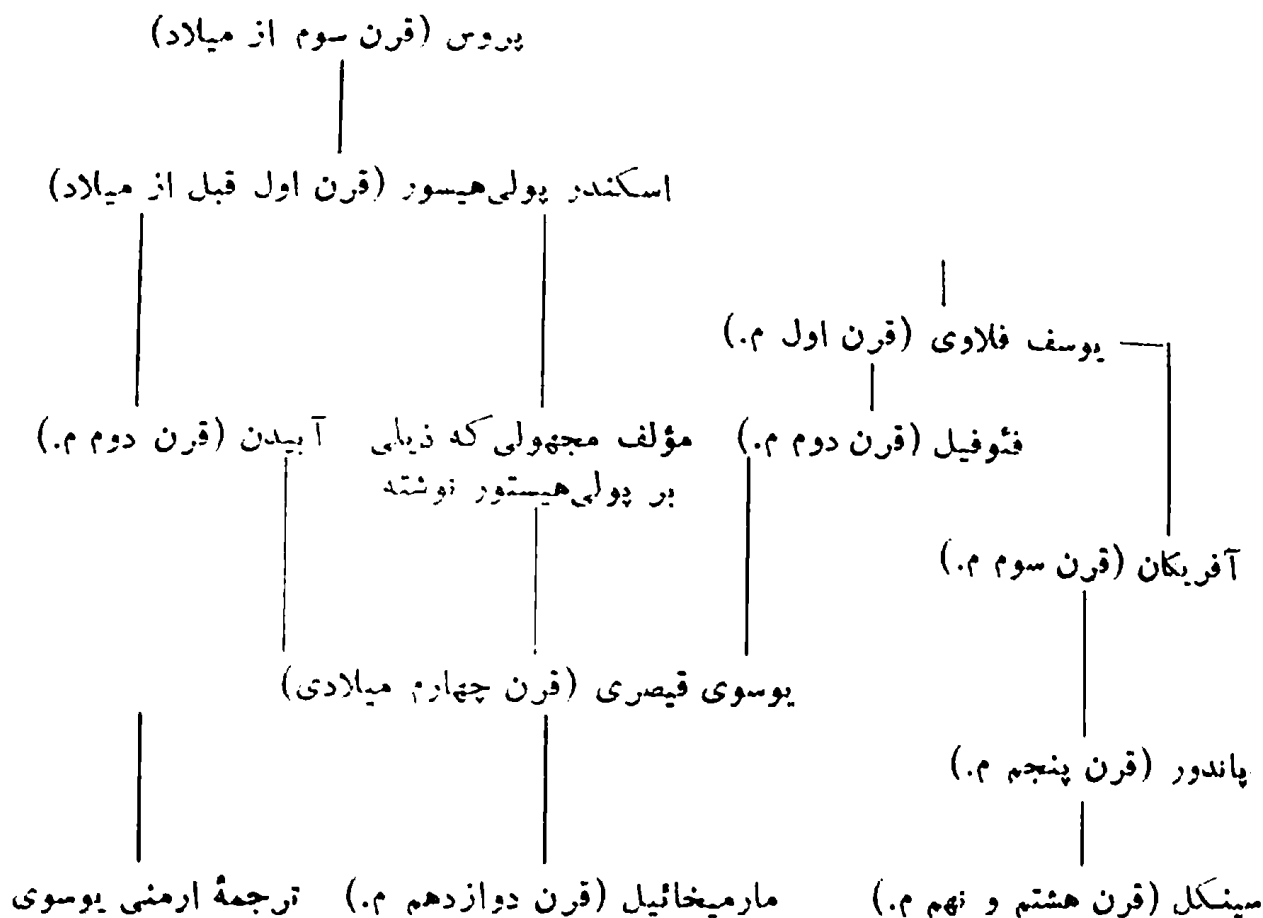 پروس (قرن سوم از میلاد)
اسکندر پولی‌هیسور (قرن اول قبل از میلاد)
یوسف فلاوی (قرن اول م.)
فئوفیل (قرن دوم م.) مؤلف مجهولی که ذیلی آبیدن (قرن دوم م.)
بر پولی‌هیستور نوشته
آفریکان (قرن سوم م.)
یوسوی قیصری (قرن چهارم میلادی)
پاندور (قرن پنجم م.)
سینکل (قرن هشتم و نهم م.) مارمیخائیل (قرن دوازدهم م.) ترجمهٔ ارمنی یوسوی